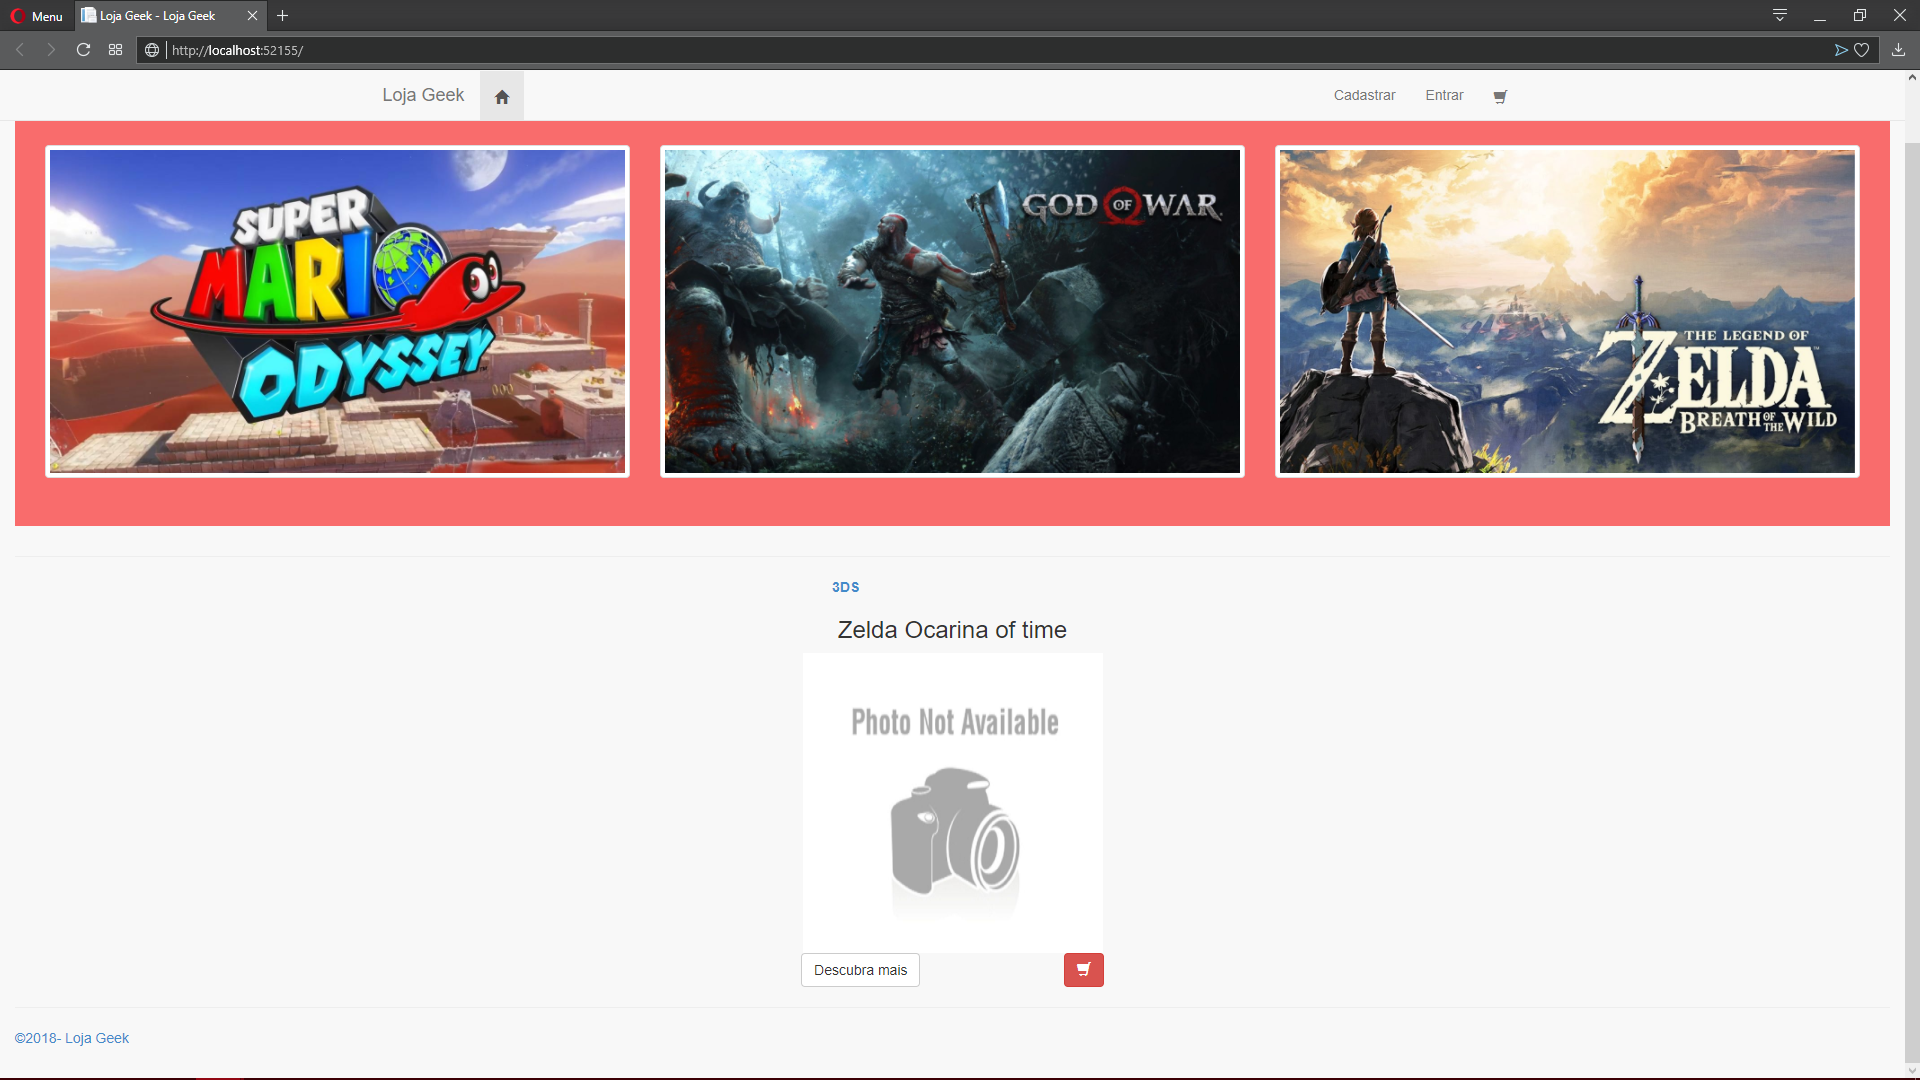 Menu
Loja Geek - Loja Geek
http://localhost:52155/
Loja Geek
Cadastrar
Entrar
SUPER
MARIO
ODYSSEY
GOD OF WAR
THE LEGEND OF
ZELDA
BREATH OF THE WILD
3DS
Zelda Ocarina of time
Photo Not Available
Descubra mais
©2018- Loja Geek